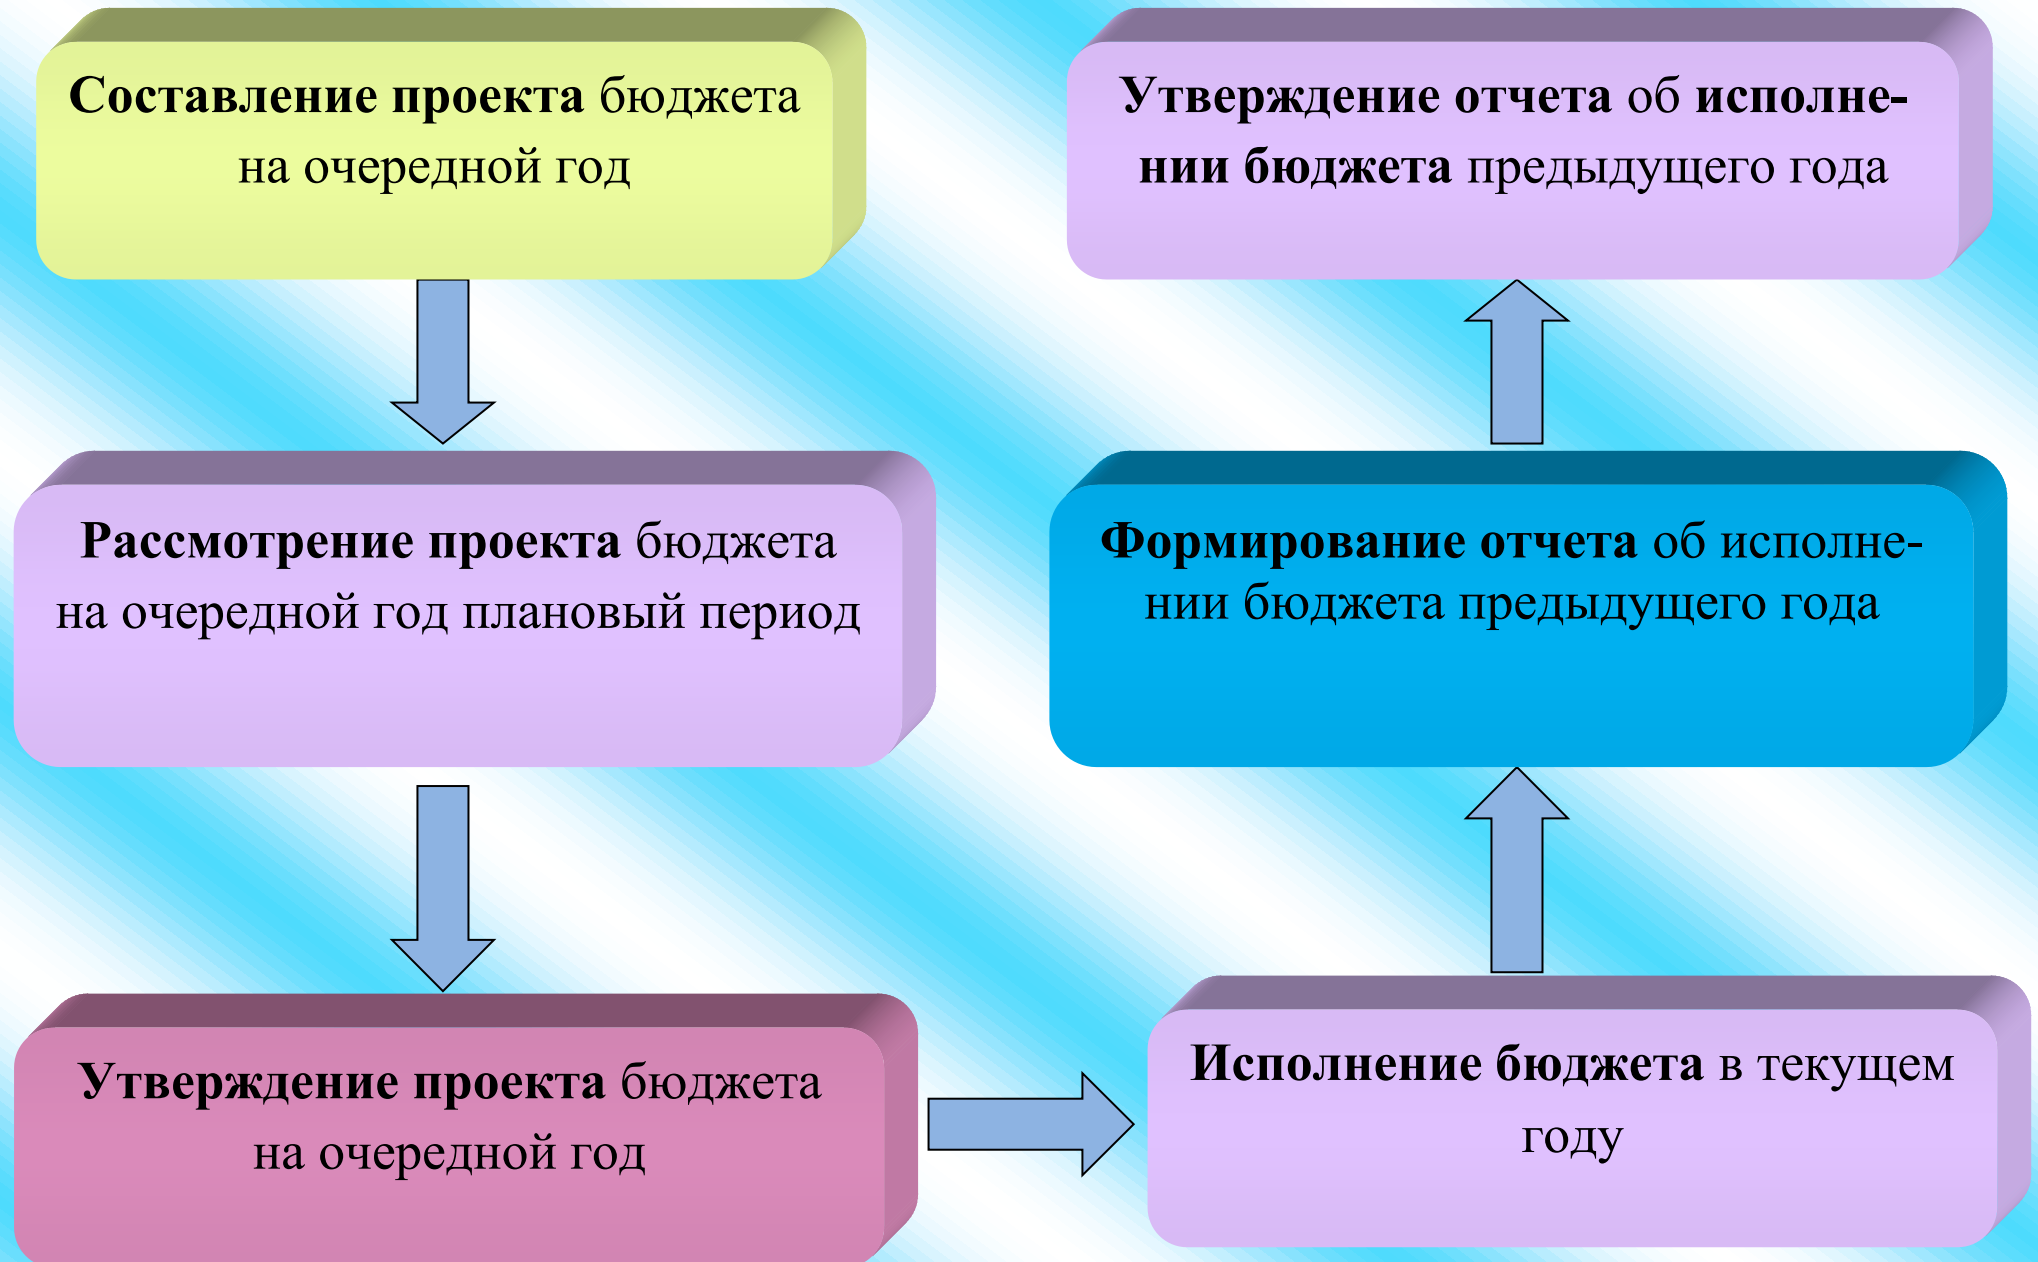 Составление проекта бюджета
на очередной год
Рассмотрение проекта бюджета
на очередной год плановый период
Утверждение проекта бюджета
на очередной год
Исполнение бюджета в текущем
году
Формирование отчета об исполне-
нии бюджета предыдущего года
Утверждение отчета об исполне-
нии бюджета предыдущего года